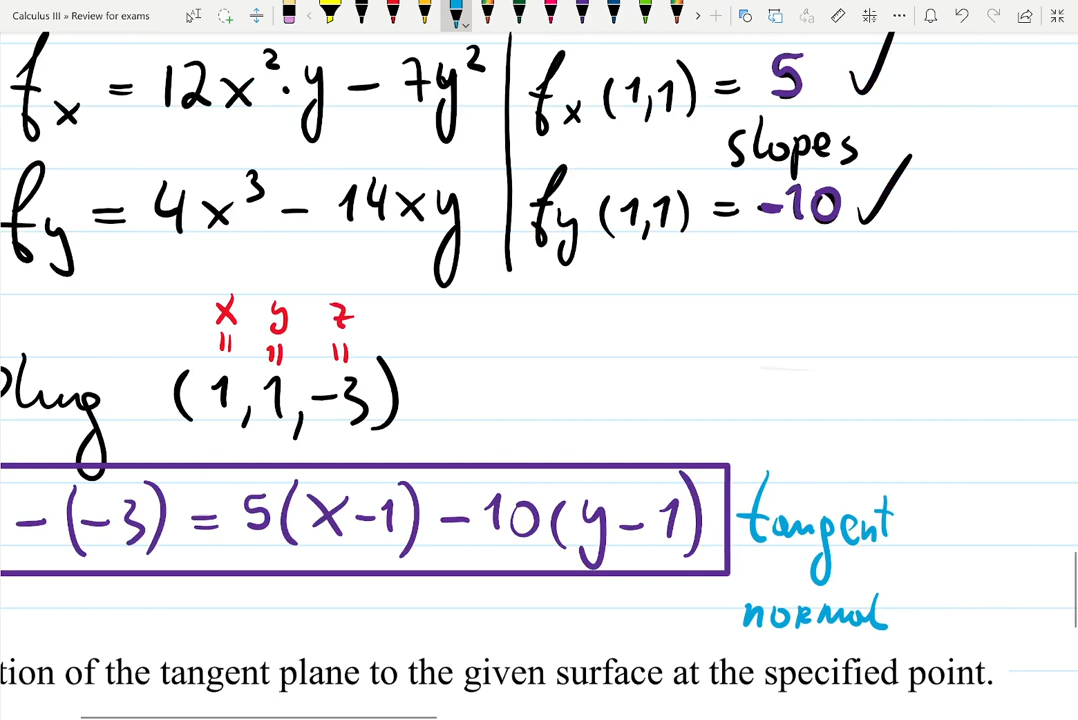 Calculus III » Review for exams
fx = 12x²·y − 7y² | fx (1,1) = 5 ✓
slopes
fy = 4x³ − 14xy | fy (1,1) = -10 ✓
x y z
= = =
plug (1,1,−3)
− (−3) = 5(x−1) − 10(y−1) tangent
normal
tion of the tangent plane to the given surface at the specified point.